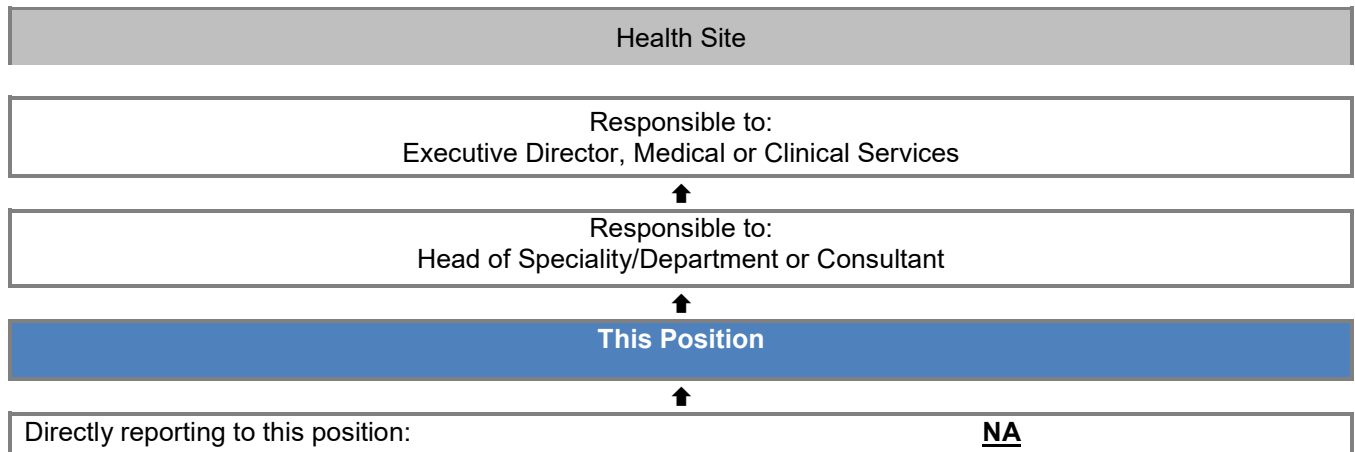 Health Site
Responsible to:
Executive Director, Medical or Clinical Services
Responsible to:
Head of Speciality/Department or Consultant
This Position
Directly reporting to this position: NA